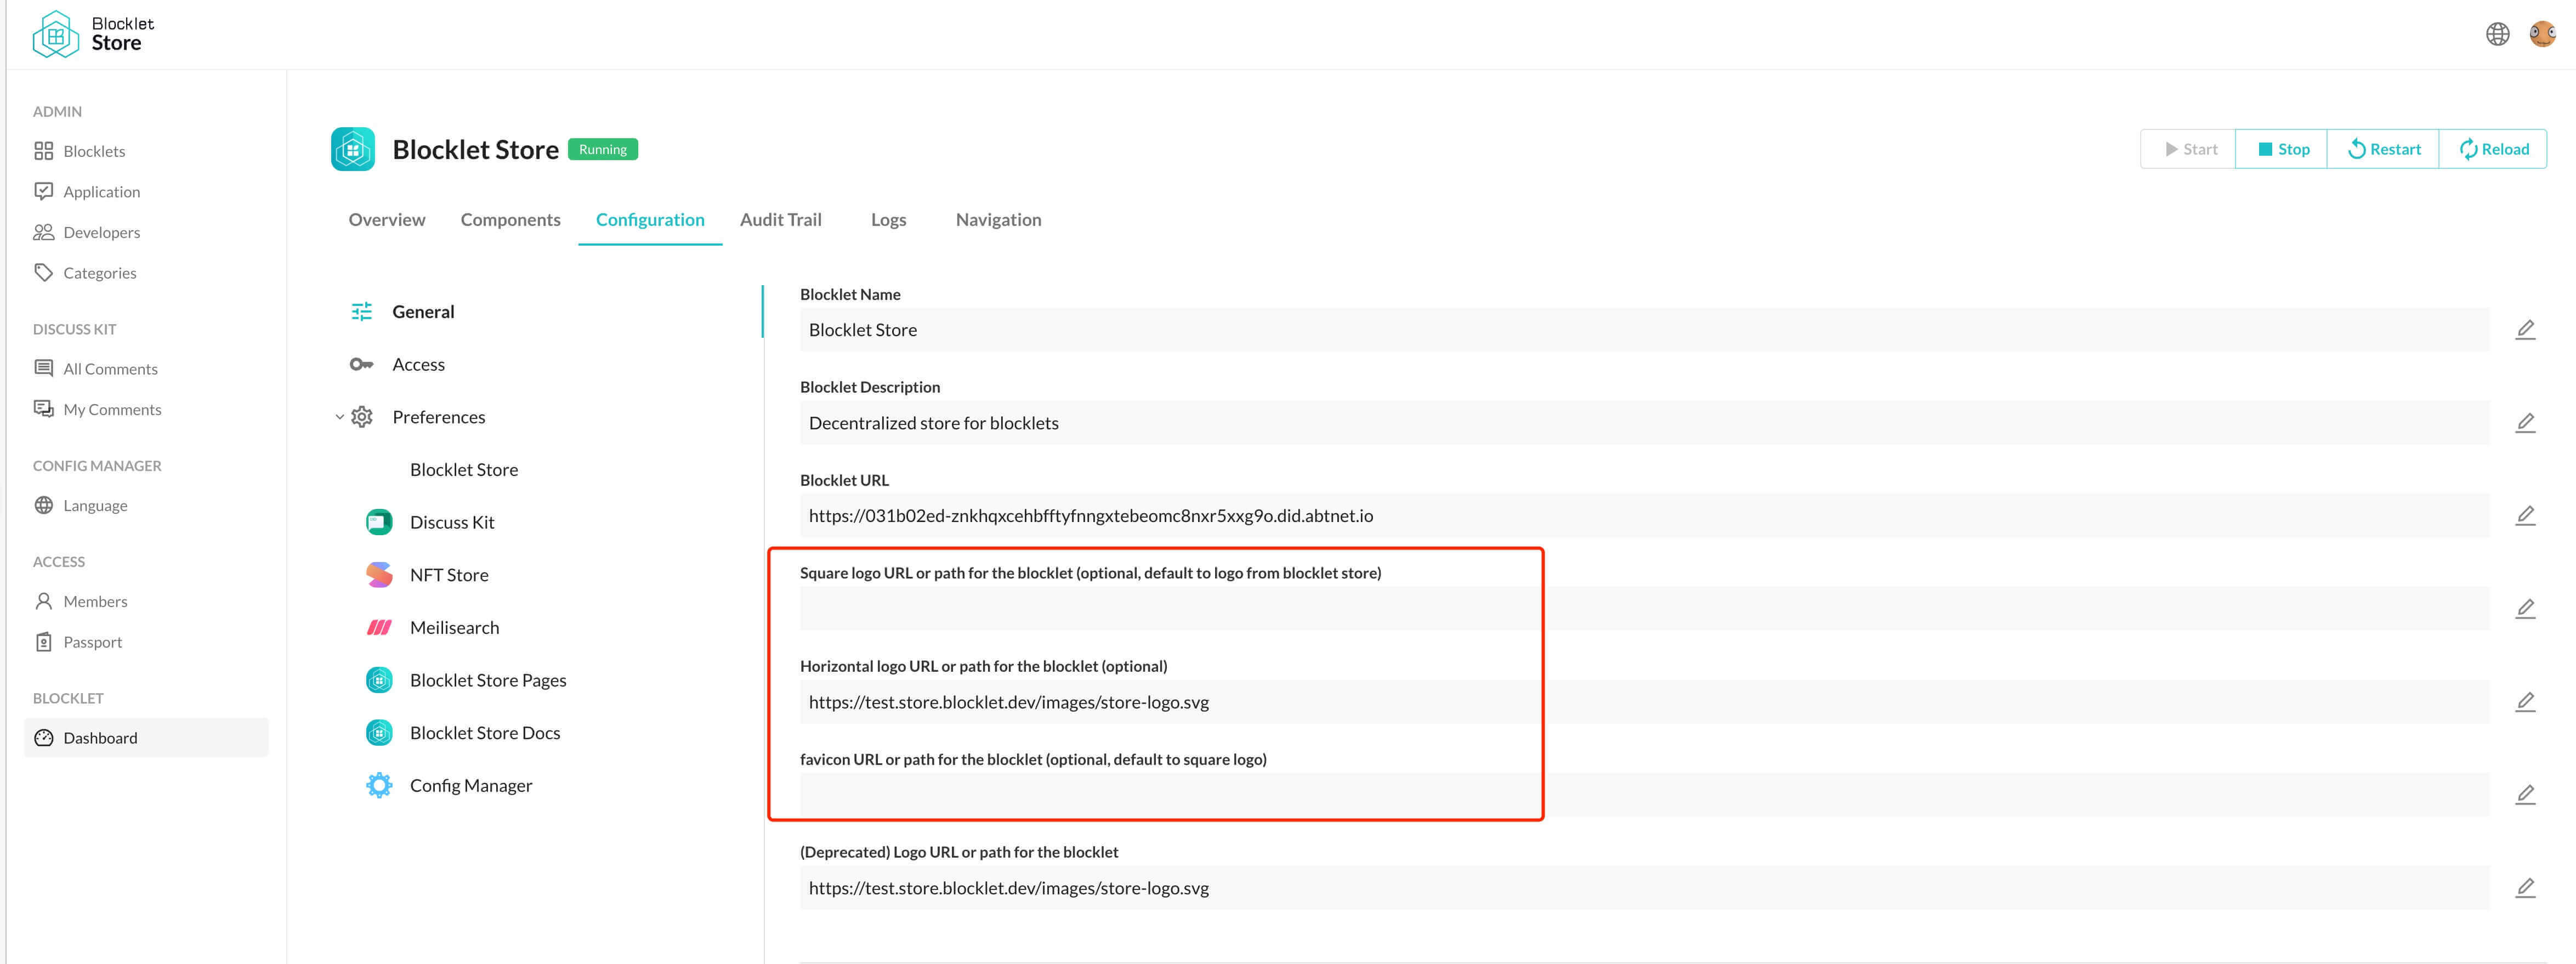 Blocklet
Store
ADMIN
Blocklets
Application
Developers
Categories
DISCUSS KIT
All Comments
My Comments
CONFIG MANAGER
Language
ACCESS
Members
Passport
BLOCKLET
Dashboard
Blocklet Store Running
Start Stop Restart Reload
Overview Components Configuration Audit Trail Logs Navigation
General
Access
Preferences
Blocklet Store
Discuss Kit
NFT Store
Meilisearch
Blocklet Store Pages
Blocklet Store Docs
Config Manager
Blocklet Name
Blocklet Store
Blocklet Description
Decentralized store for blocklets
Blocklet URL
https://031b02ed-znkhqxcehbfftyfnngxtebeomc8nxr5xxg9o.did.abtnet.io
Square logo URL or path for the blocklet (optional, default to logo from blocklet store)
Horizontal logo URL or path for the blocklet (optional)
https://test.store.blocklet.dev/images/store-logo.svg
favicon URL or path for the blocklet (optional, default to square logo)
(Deprecated) Logo URL or path for the blocklet
https://test.store.blocklet.dev/images/store-logo.svg